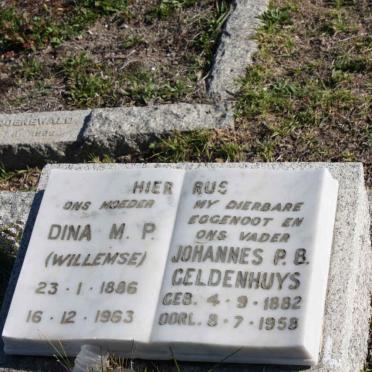 HIER RUS
ONS MOEDER
DINA M. P.
(WILLEMSE)
23 · 1 · 1886
16 · 12 · 1963
MY DIERBARE
EGGENOOT EN
ONS VADER
JOHANNES P. B.
GELDENHUYS
GEB. 4 · 9 · 1882
OORL. 8 · 7 · 1958